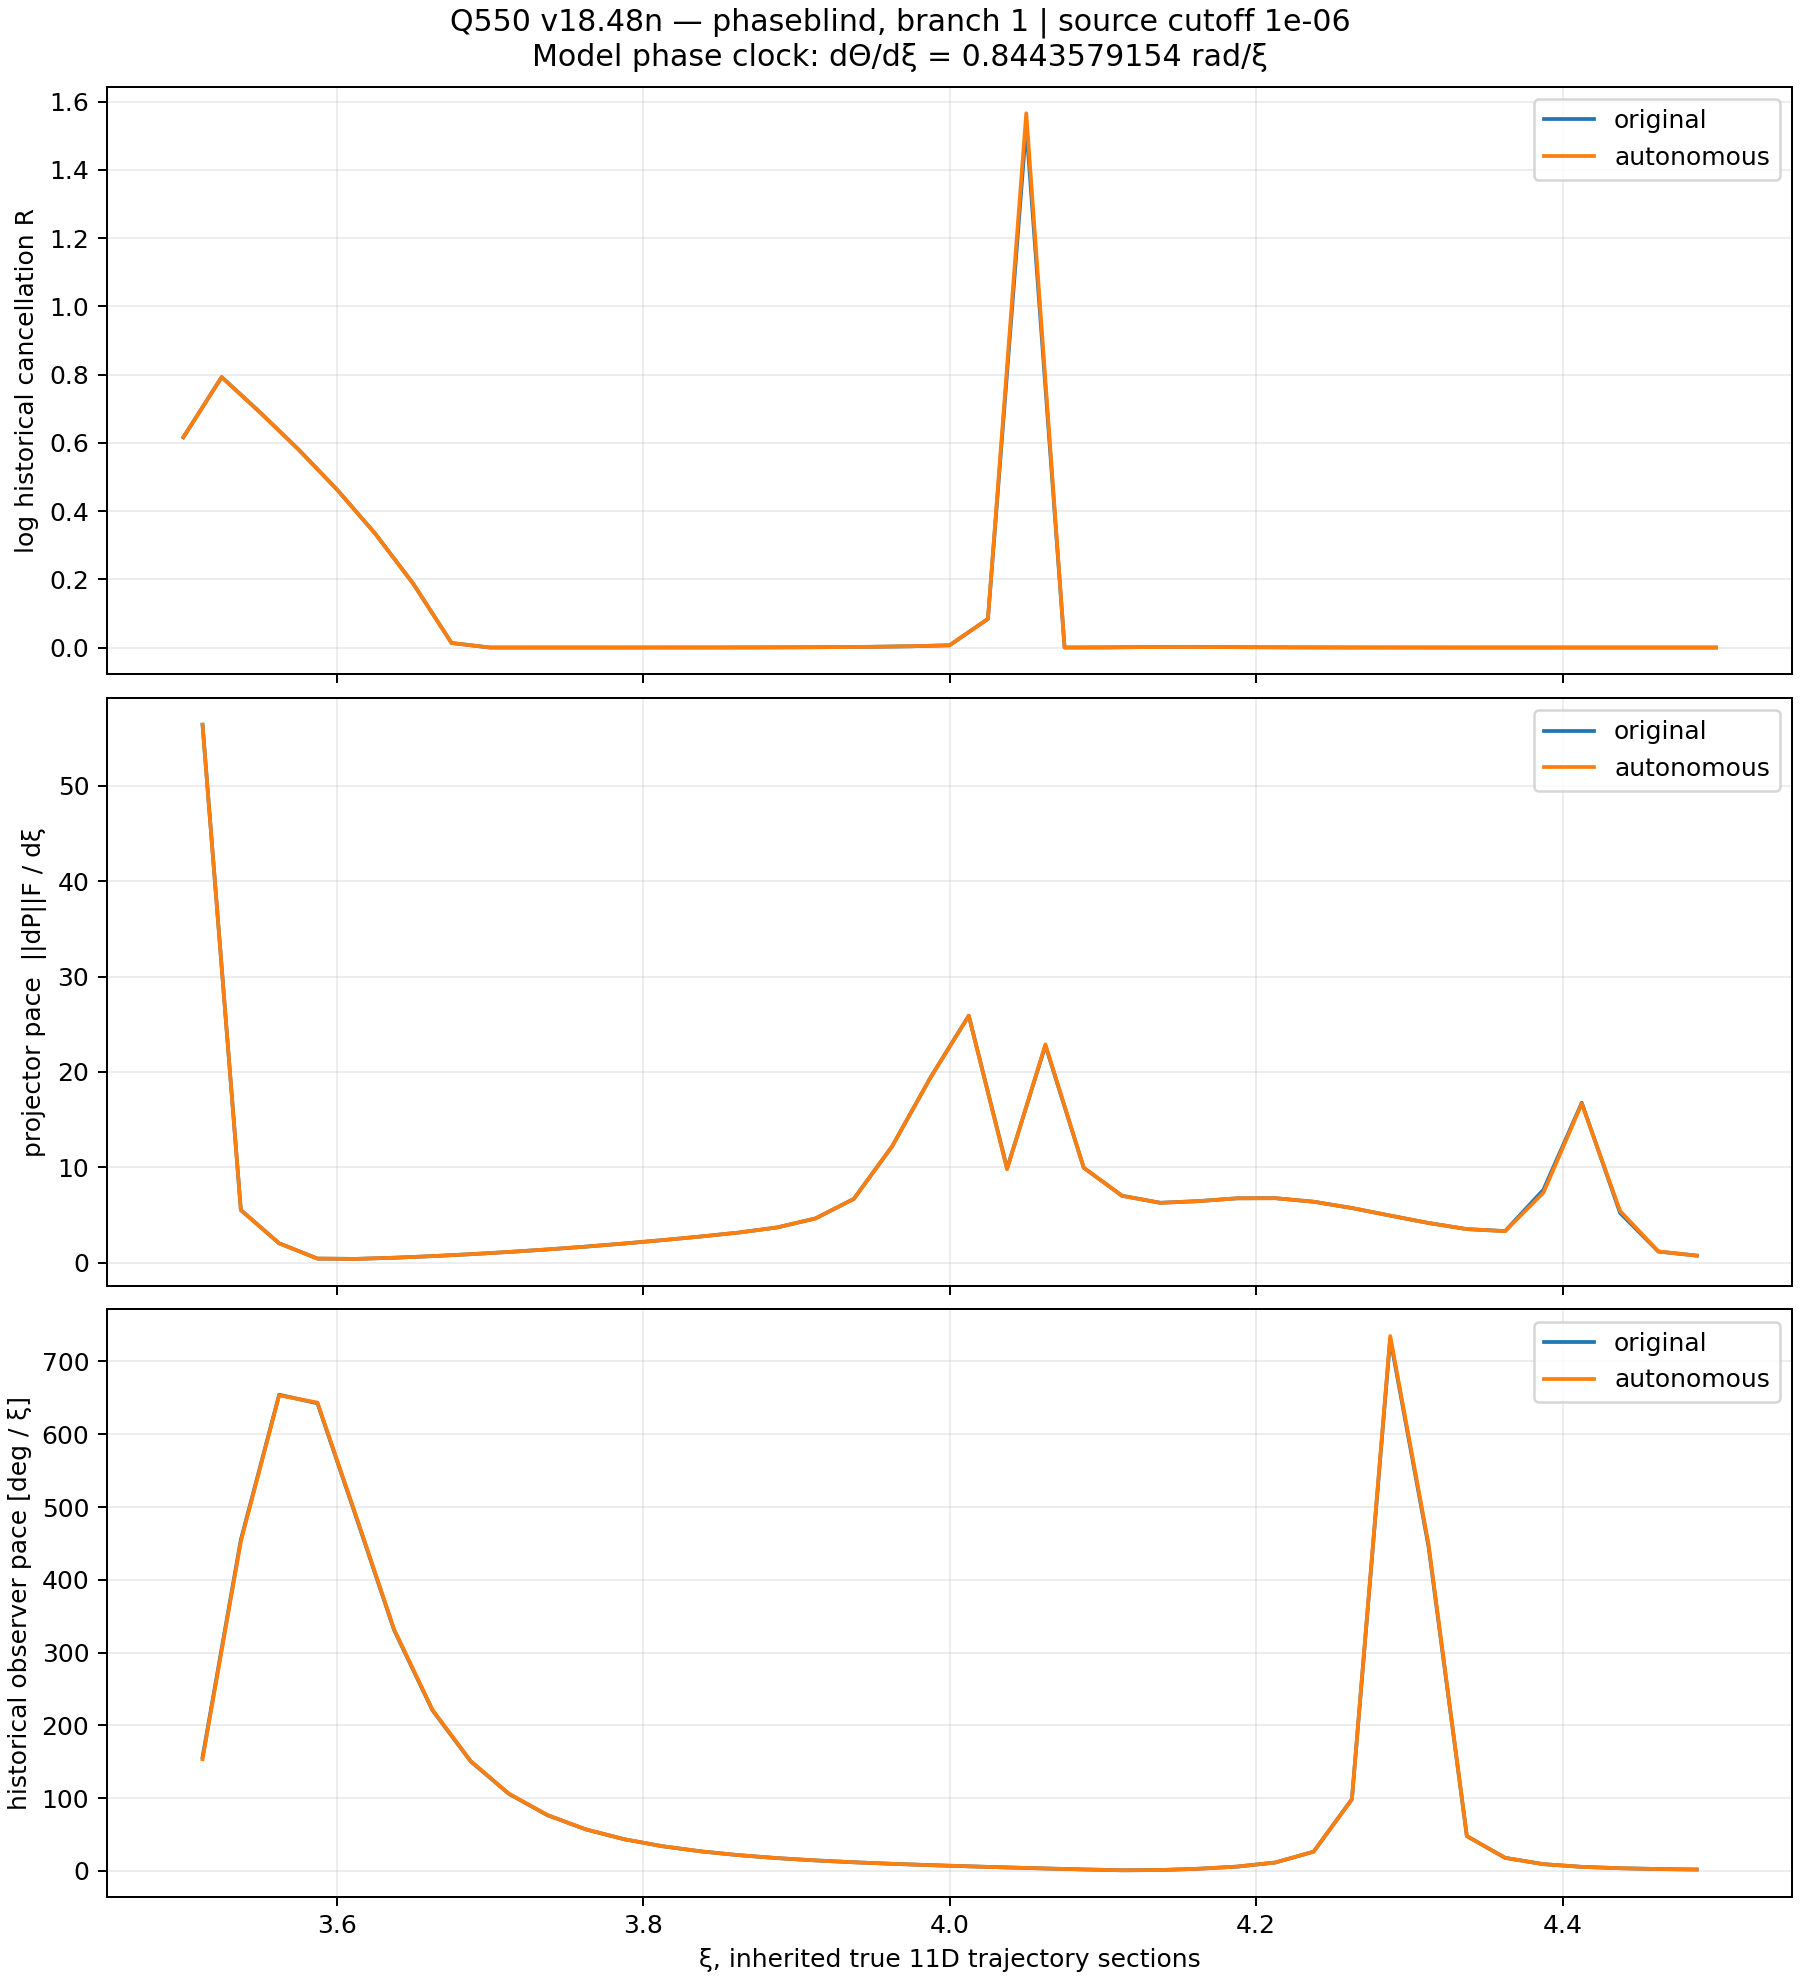 Q550 v18.48n — phaseblind, branch 1 | source cutoff 1e-06
Model phase clock: dΘ/dξ = 0.8443579154 rad/ξ
log historical cancellation R
1.6
1.4
1.2
1.0
0.8
0.6
0.4
0.2
0.0
original
autonomous
projector pace ||dP||F / dξ
50
40
30
20
10
0
original
autonomous
historical observer pace [deg / ξ]
700
600
500
400
300
200
100
0
original
autonomous
3.6 3.8 4.0 4.2 4.4
ξ, inherited true 11D trajectory sections